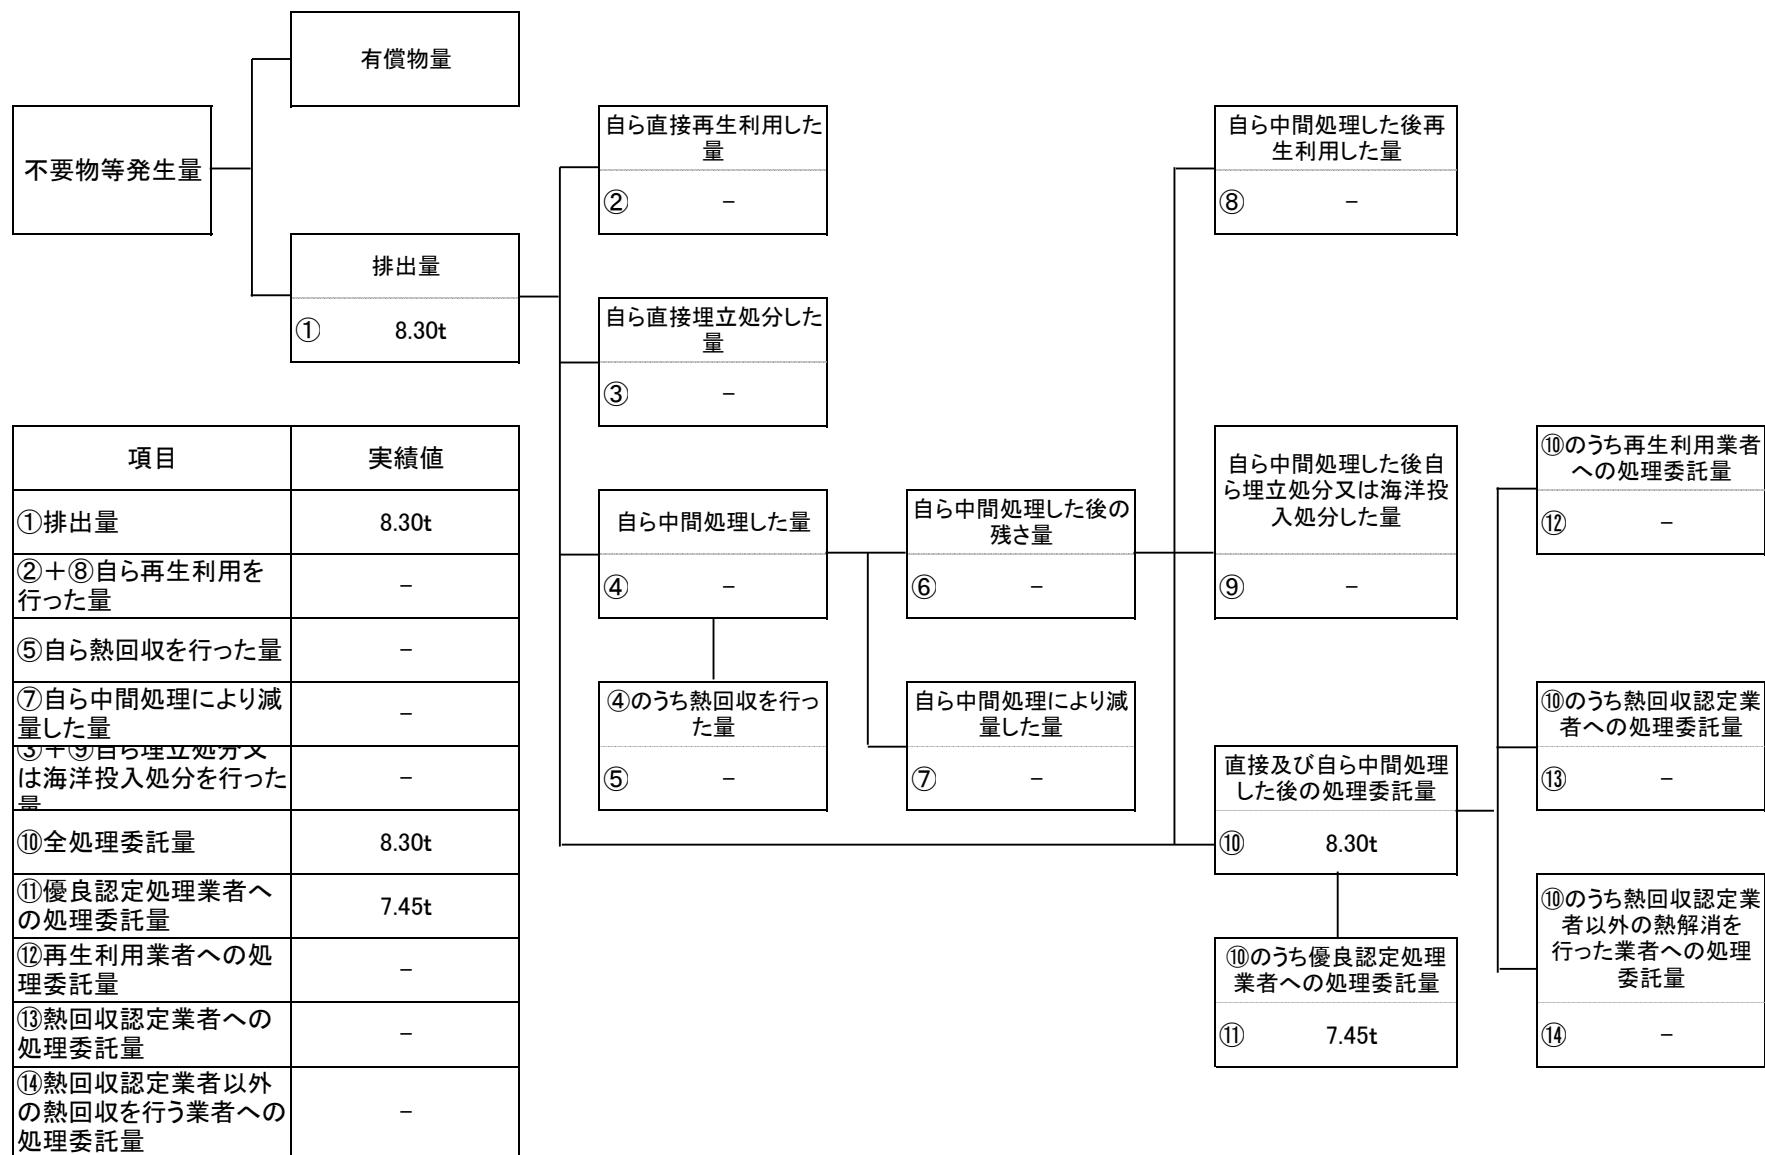 有償物量
不要物等発生量
排出量
① 8.30t
自ら直接再生利用した
量
② －
自ら直接埋立処分した
量
③ －
自ら中間処理した量
④ －
④のうち熱回収を行っ
た量
⑤ －
自ら中間処理した後の
残さ量
⑥ －
自ら中間処理により減
量した量
⑦ －
自ら中間処理した後再
生利用した量
⑧ －
自ら中間処理した後自
ら埋立処分又は海洋投
入処分した量
⑨ －
直接及び自ら中間処理
した後の処理委託量
⑩ 8.30t
⑩のうち優良認定処理
業者への処理委託量
⑪ 7.45t
⑩のうち再生利用業者
への処理委託量
⑫ －
⑩のうち熱回収認定業
者への処理委託量
⑬ －
⑩のうち熱回収認定業
者以外の熱解消を
行った業者への処理
委託量
⑭ －
項目 実績値
①排出量 8.30t
②＋⑧自ら再生利用を
行った量 －
⑤自ら熱回収を行った量 －
⑦自ら中間処理により減
量した量 －
③＋⑨自ら埋立処分又
は海洋投入処分を行った
量 －
⑩全処理委託量 8.30t
⑪優良認定処理業者へ
の処理委託量 7.45t
⑫再生利用業者への処
理委託量 －
⑬熱回収認定業者への
処理委託量 －
⑭熱回収認定業者以外
の熱回収を行う業者への
処理委託量 －